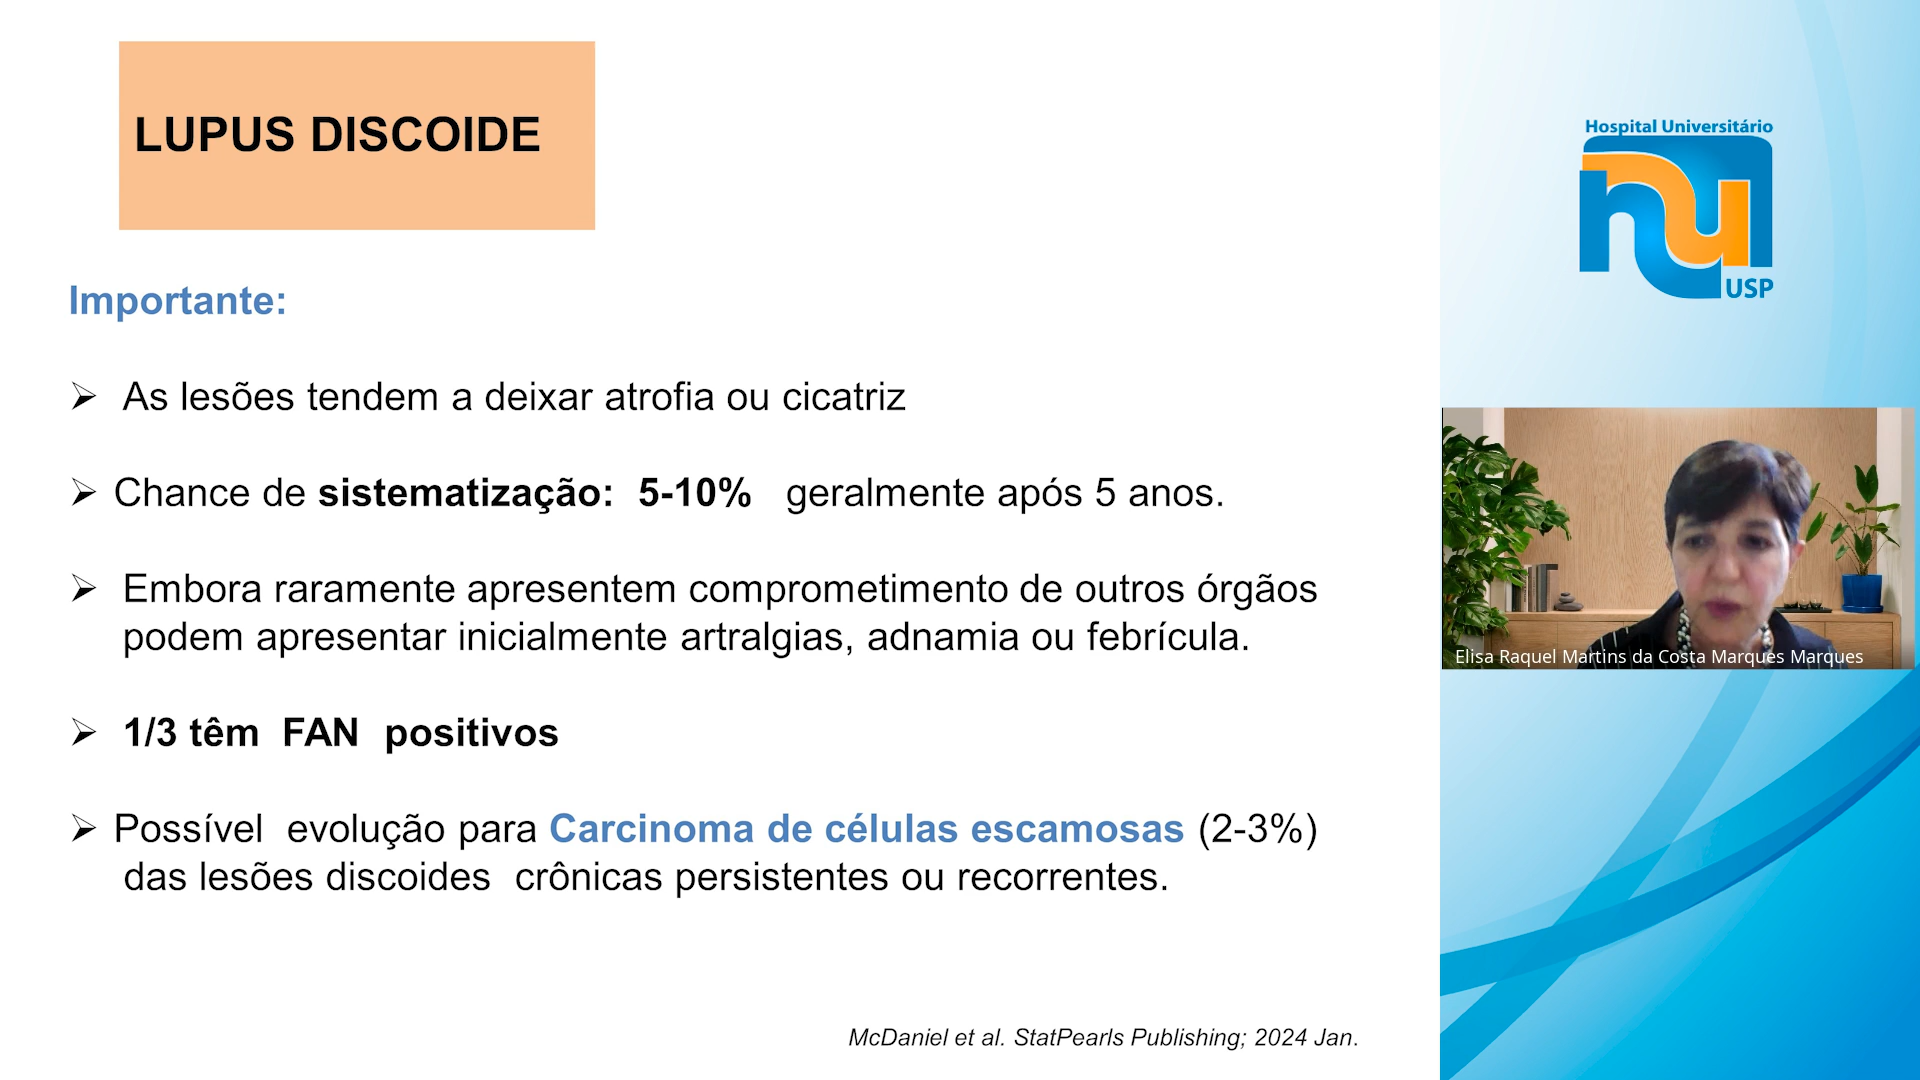 LUPUS DISCOIDE
Importante:
➢ As lesões tendem a deixar atrofia ou cicatriz
➢ Chance de sistematização: 5-10% geralmente após 5 anos.
➢ Embora raramente apresentem comprometimento de outros órgãos
podem apresentar inicialmente artralgias, adnamia ou febrícula.
➢ 1/3 têm FAN positivos
➢ Possível evolução para Carcinoma de células escamosas (2-3%)
das lesões discoides crônicas persistentes ou recorrentes.
McDaniel et al. StatPearls Publishing; 2024 Jan.
Hospital Universitário
hu
USP
Elisa Raquel Martins da Costa Marques Marques